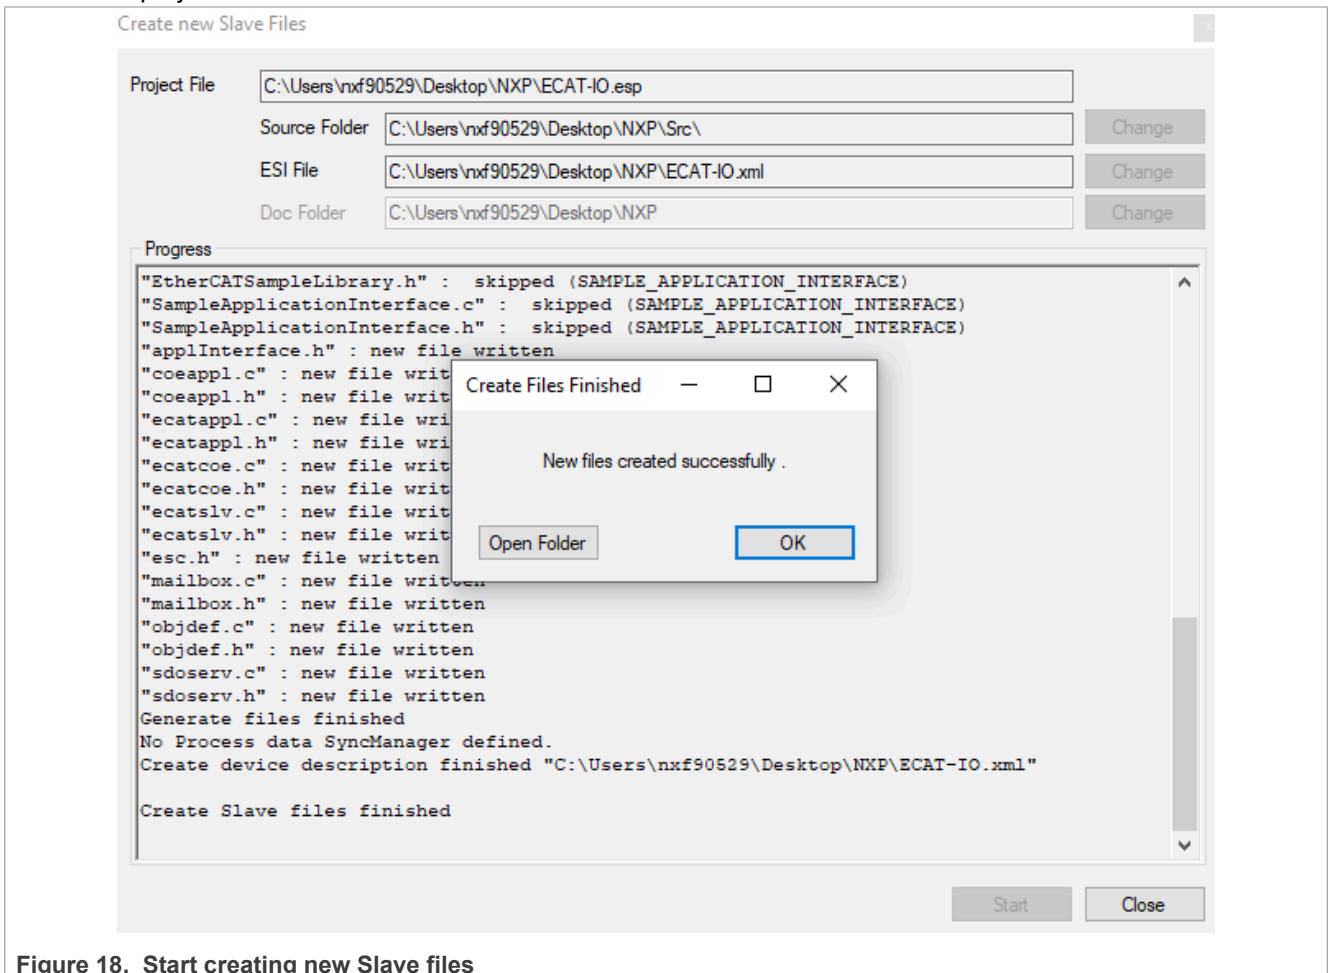 Create new Slave Files
Project File C:\Users\nxf90529\Desktop\NXP\ECAT-IO.esp
Source Folder C:\Users\nxf90529\Desktop\NXP\Src\ Change
ESI File C:\Users\nxf90529\Desktop\NXP\ECAT-IO.xml Change
Doc Folder C:\Users\nxf90529\Desktop\NXP Change
Progress
"EtherCATSampleLibrary.h" : skipped (SAMPLE_APPLICATION_INTERFACE)
"SampleApplicationInterface.c" : skipped (SAMPLE_APPLICATION_INTERFACE)
"SampleApplicationInterface.h" : skipped (SAMPLE_APPLICATION_INTERFACE)
"applInterface.h" : new file written
"coeappl.c" : new file writ
"coeappl.h" : new file writ
"ecatappl.c" : new file wri
"ecatappl.h" : new file wri
"ecatcoe.c" : new file writ
"ecatcoe.h" : new file writ
"ecatslv.c" : new file writ
"ecatslv.h" : new file writ
"esc.h" : new file written
"mailbox.c" : new file written
"mailbox.h" : new file written
"objdef.c" : new file written
"objdef.h" : new file written
"sdoserv.c" : new file written
"sdoserv.h" : new file written
Generate files finished
No Process data SyncManager defined.
Create device description finished "C:\Users\nxf90529\Desktop\NXP\ECAT-IO.xml"
Create Slave files finished
Create Files Finished
New files created successfully .
Open Folder OK
Start Close
Figure 18. Start creating new Slave files